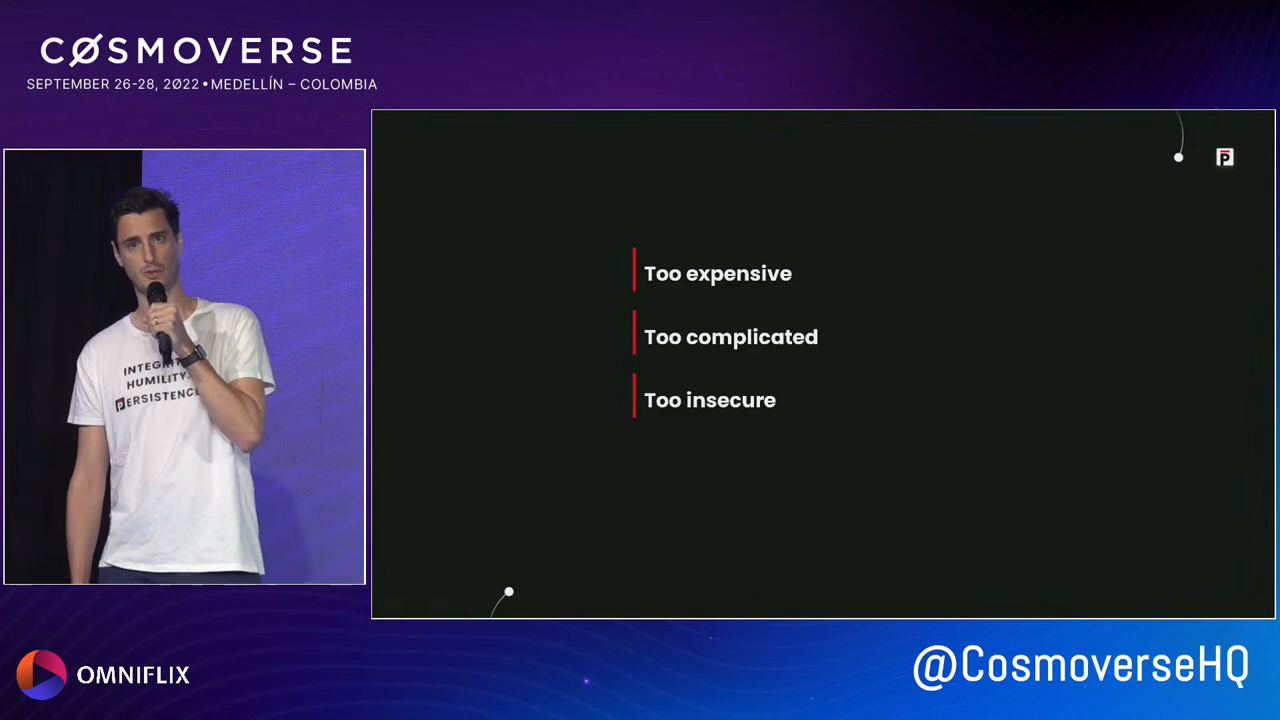 CØSMOVERSE
SEPTEMBER 26-28, 2Ø22 • MEDELLÍN – COLOMBIA
Too expensive
Too complicated
Too insecure
HUMILITY.
OMNIFLIX
@CosmoverseHQ